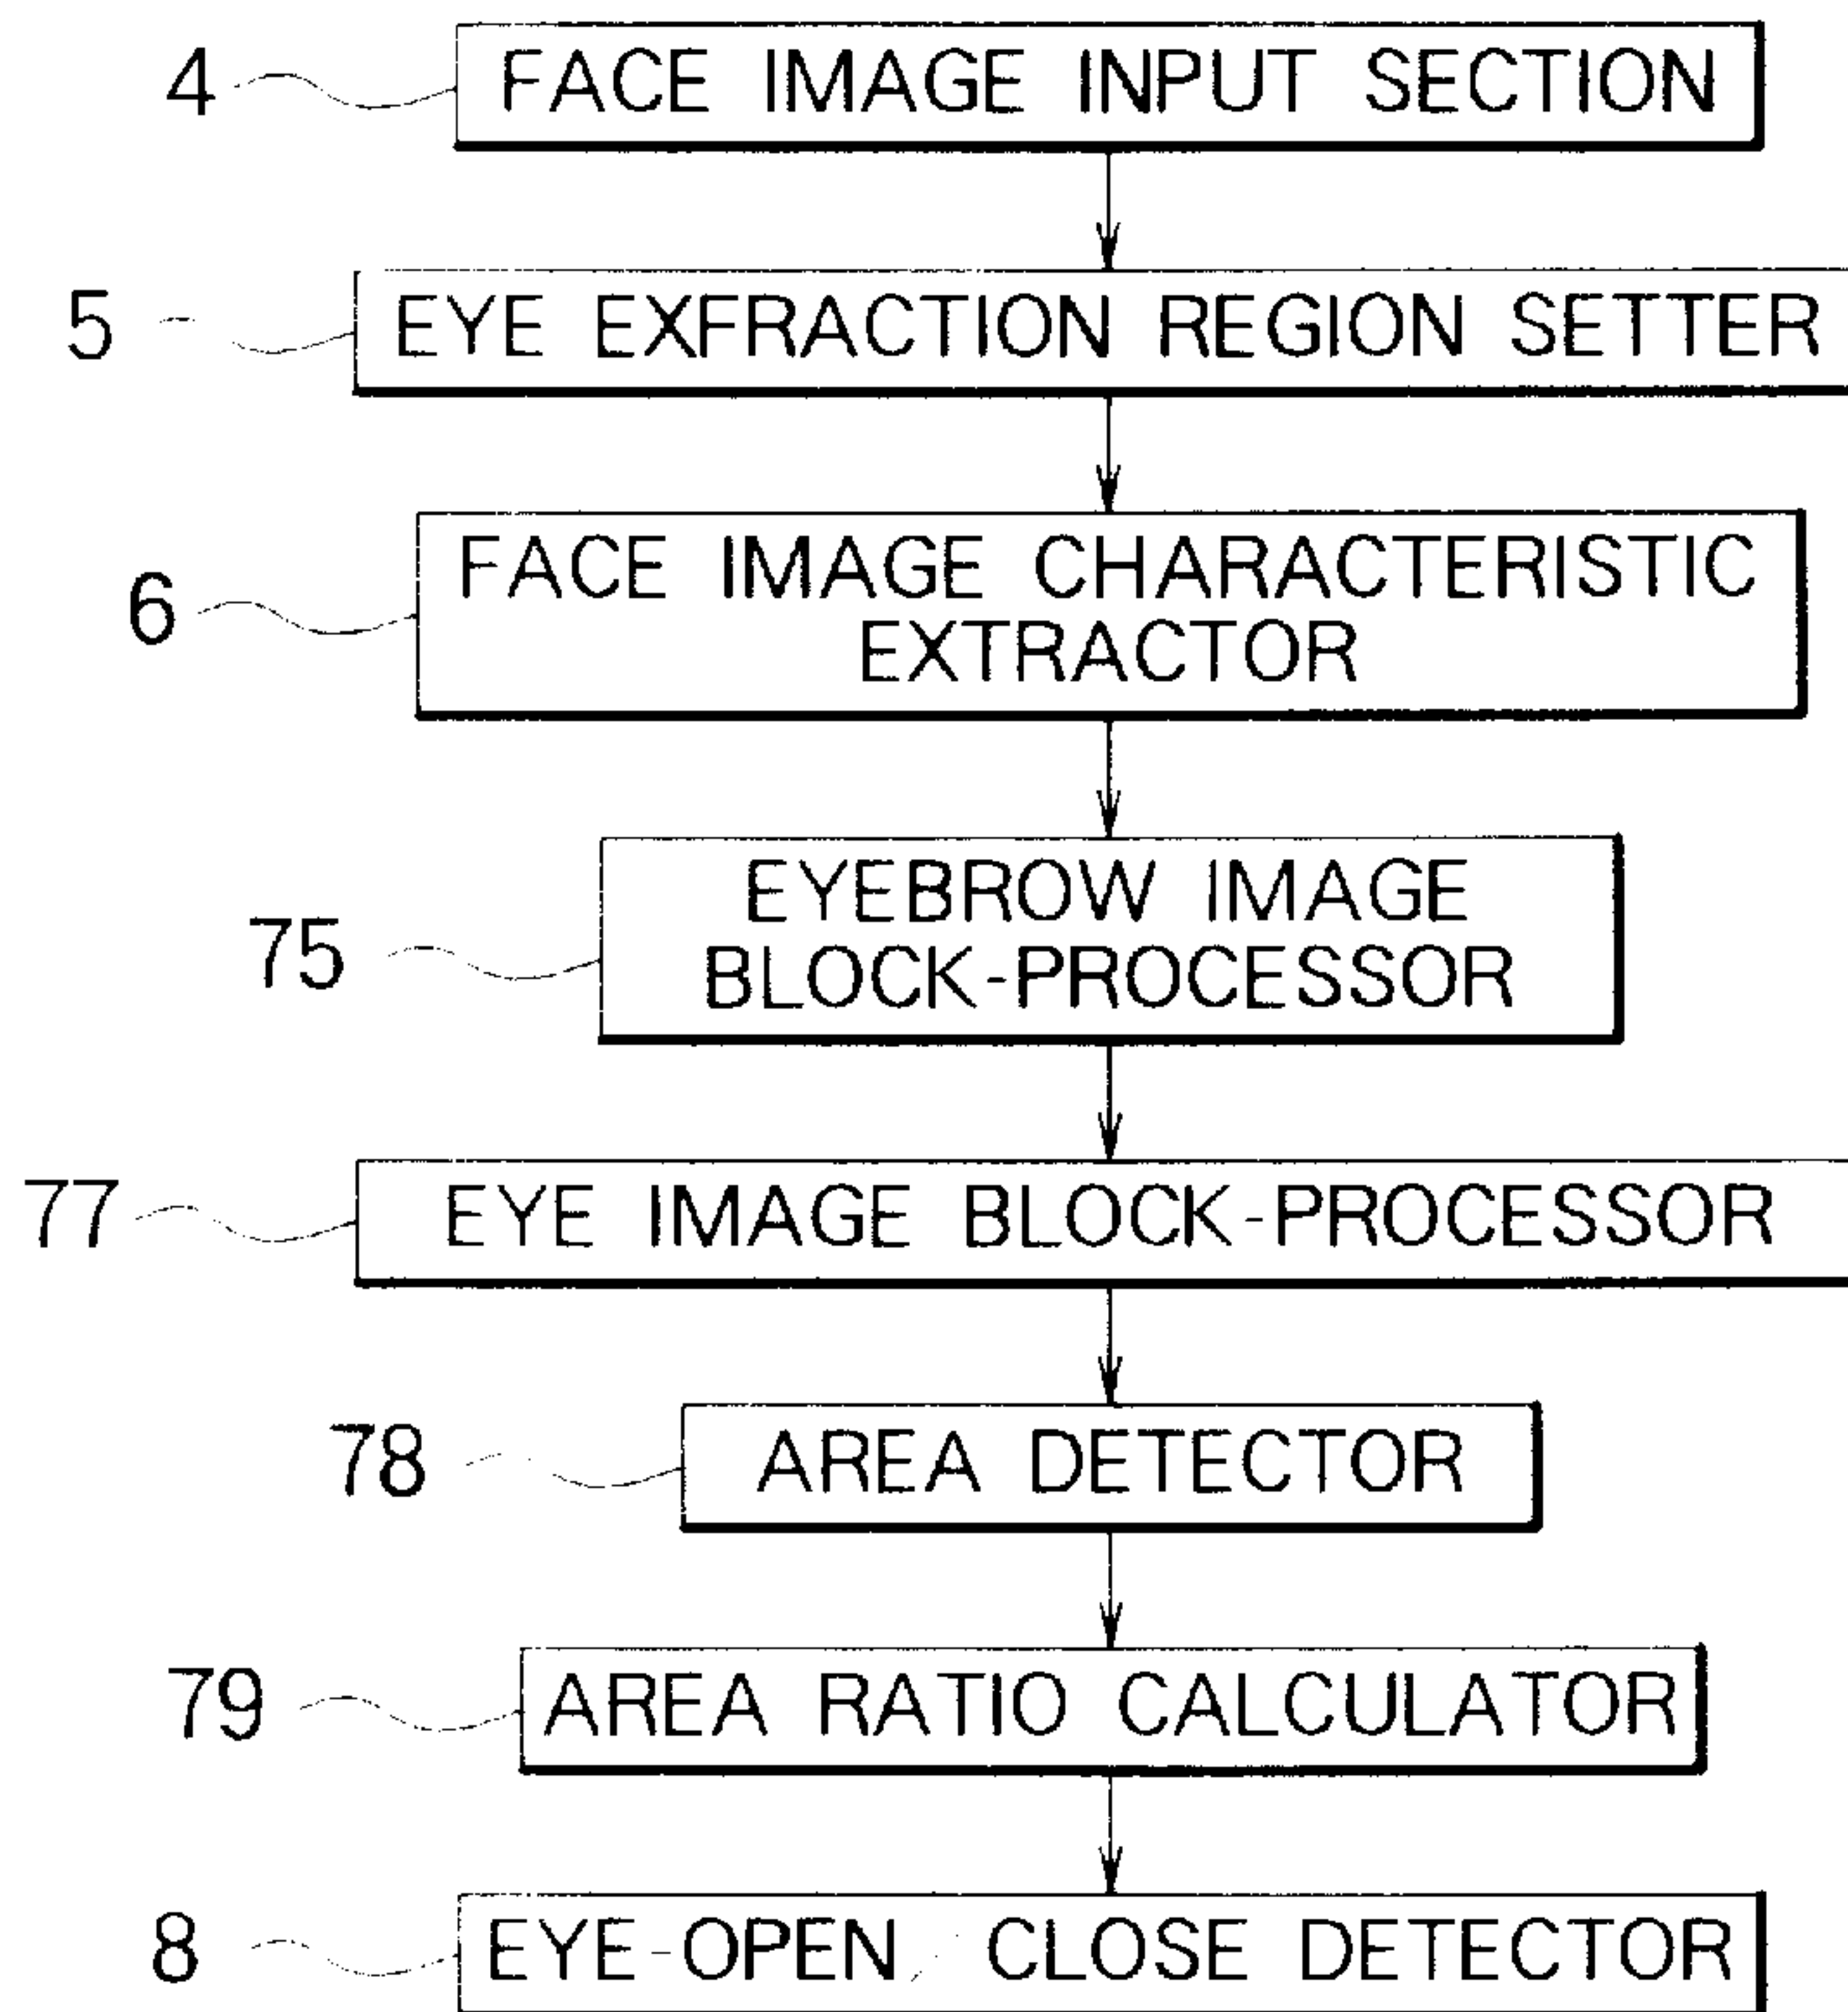 4 FACE IMAGE INPUT SECTION
5 EYE EXFRACTION REGION SETTER
6 FACE IMAGE CHARACTERISTIC
EXTRACTOR
75 EYEBROW IMAGE
BLOCK-PROCESSOR
77 EYE IMAGE BLOCK-PROCESSOR
78 AREA DETECTOR
79 AREA RATIO CALCULATOR
8 EYE-OPEN / CLOSE DETECTOR